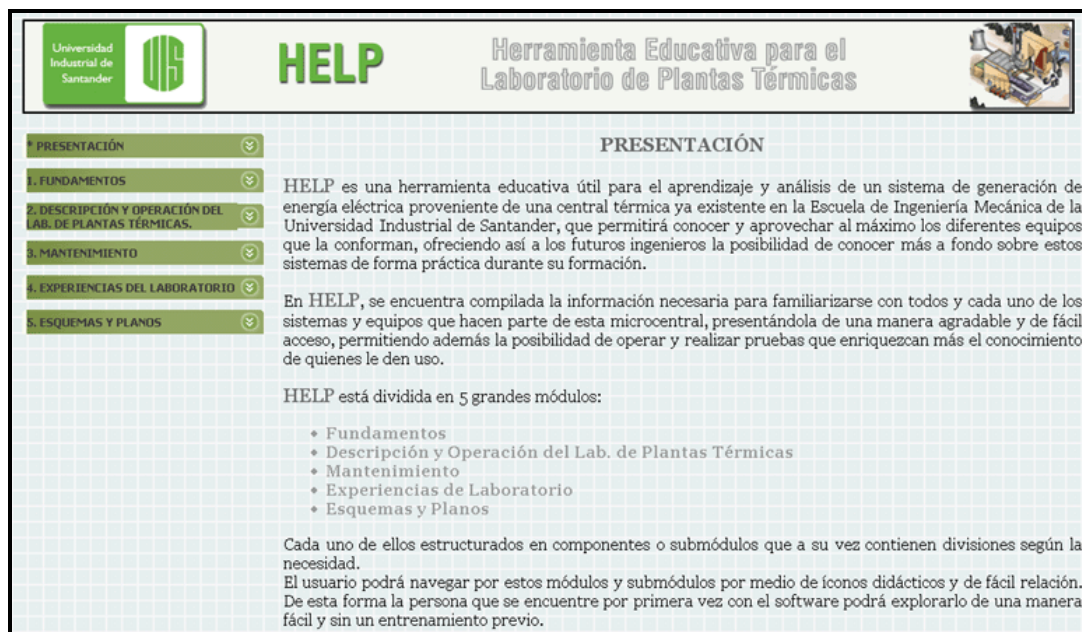 Universidad
Industrial de
Santander
HELP
Herramienta Educativa para el
Laboratorio de Plantas Térmicas
* PRESENTACIÓN
1. FUNDAMENTOS
2. DESCRIPCIÓN Y OPERACIÓN DEL
LAB. DE PLANTAS TÉRMICAS.
3. MANTENIMIENTO
4. EXPERIENCIAS DEL LABORATORIO
5. ESQUEMAS Y PLANOS
PRESENTACIÓN
HELP es una herramienta educativa útil para el aprendizaje y análisis de un sistema de generación de
energía eléctrica proveniente de una central térmica ya existente en la Escuela de Ingeniería Mecánica de la
Universidad Industrial de Santander, que permitirá conocer y aprovechar al máximo los diferentes equipos
que la conforman, ofreciendo así a los futuros ingenieros la posibilidad de conocer más a fondo sobre estos
sistemas de forma práctica durante su formación.
En HELP, se encuentra compilada la información necesaria para familiarizarse con todos y cada uno de los
sistemas y equipos que hacen parte de esta microcentral, presentándola de una manera agradable y de fácil
acceso, permitiendo además la posibilidad de operar y realizar pruebas que enriquezcan más el conocimiento
de quienes le den uso.
HELP está dividida en 5 grandes módulos:
• Fundamentos
• Descripción y Operación del Lab. de Plantas Térmicas
• Mantenimiento
• Experiencias de Laboratorio
• Esquemas y Planos
Cada uno de ellos estructurados en componentes o submódulos que a su vez contienen divisiones según la
necesidad.
El usuario podrá navegar por estos módulos y submódulos por medio de íconos didácticos y de fácil relación.
De esta forma la persona que se encuentre por primera vez con el software podrá explorarlo de una manera
fácil y sin un entrenamiento previo.